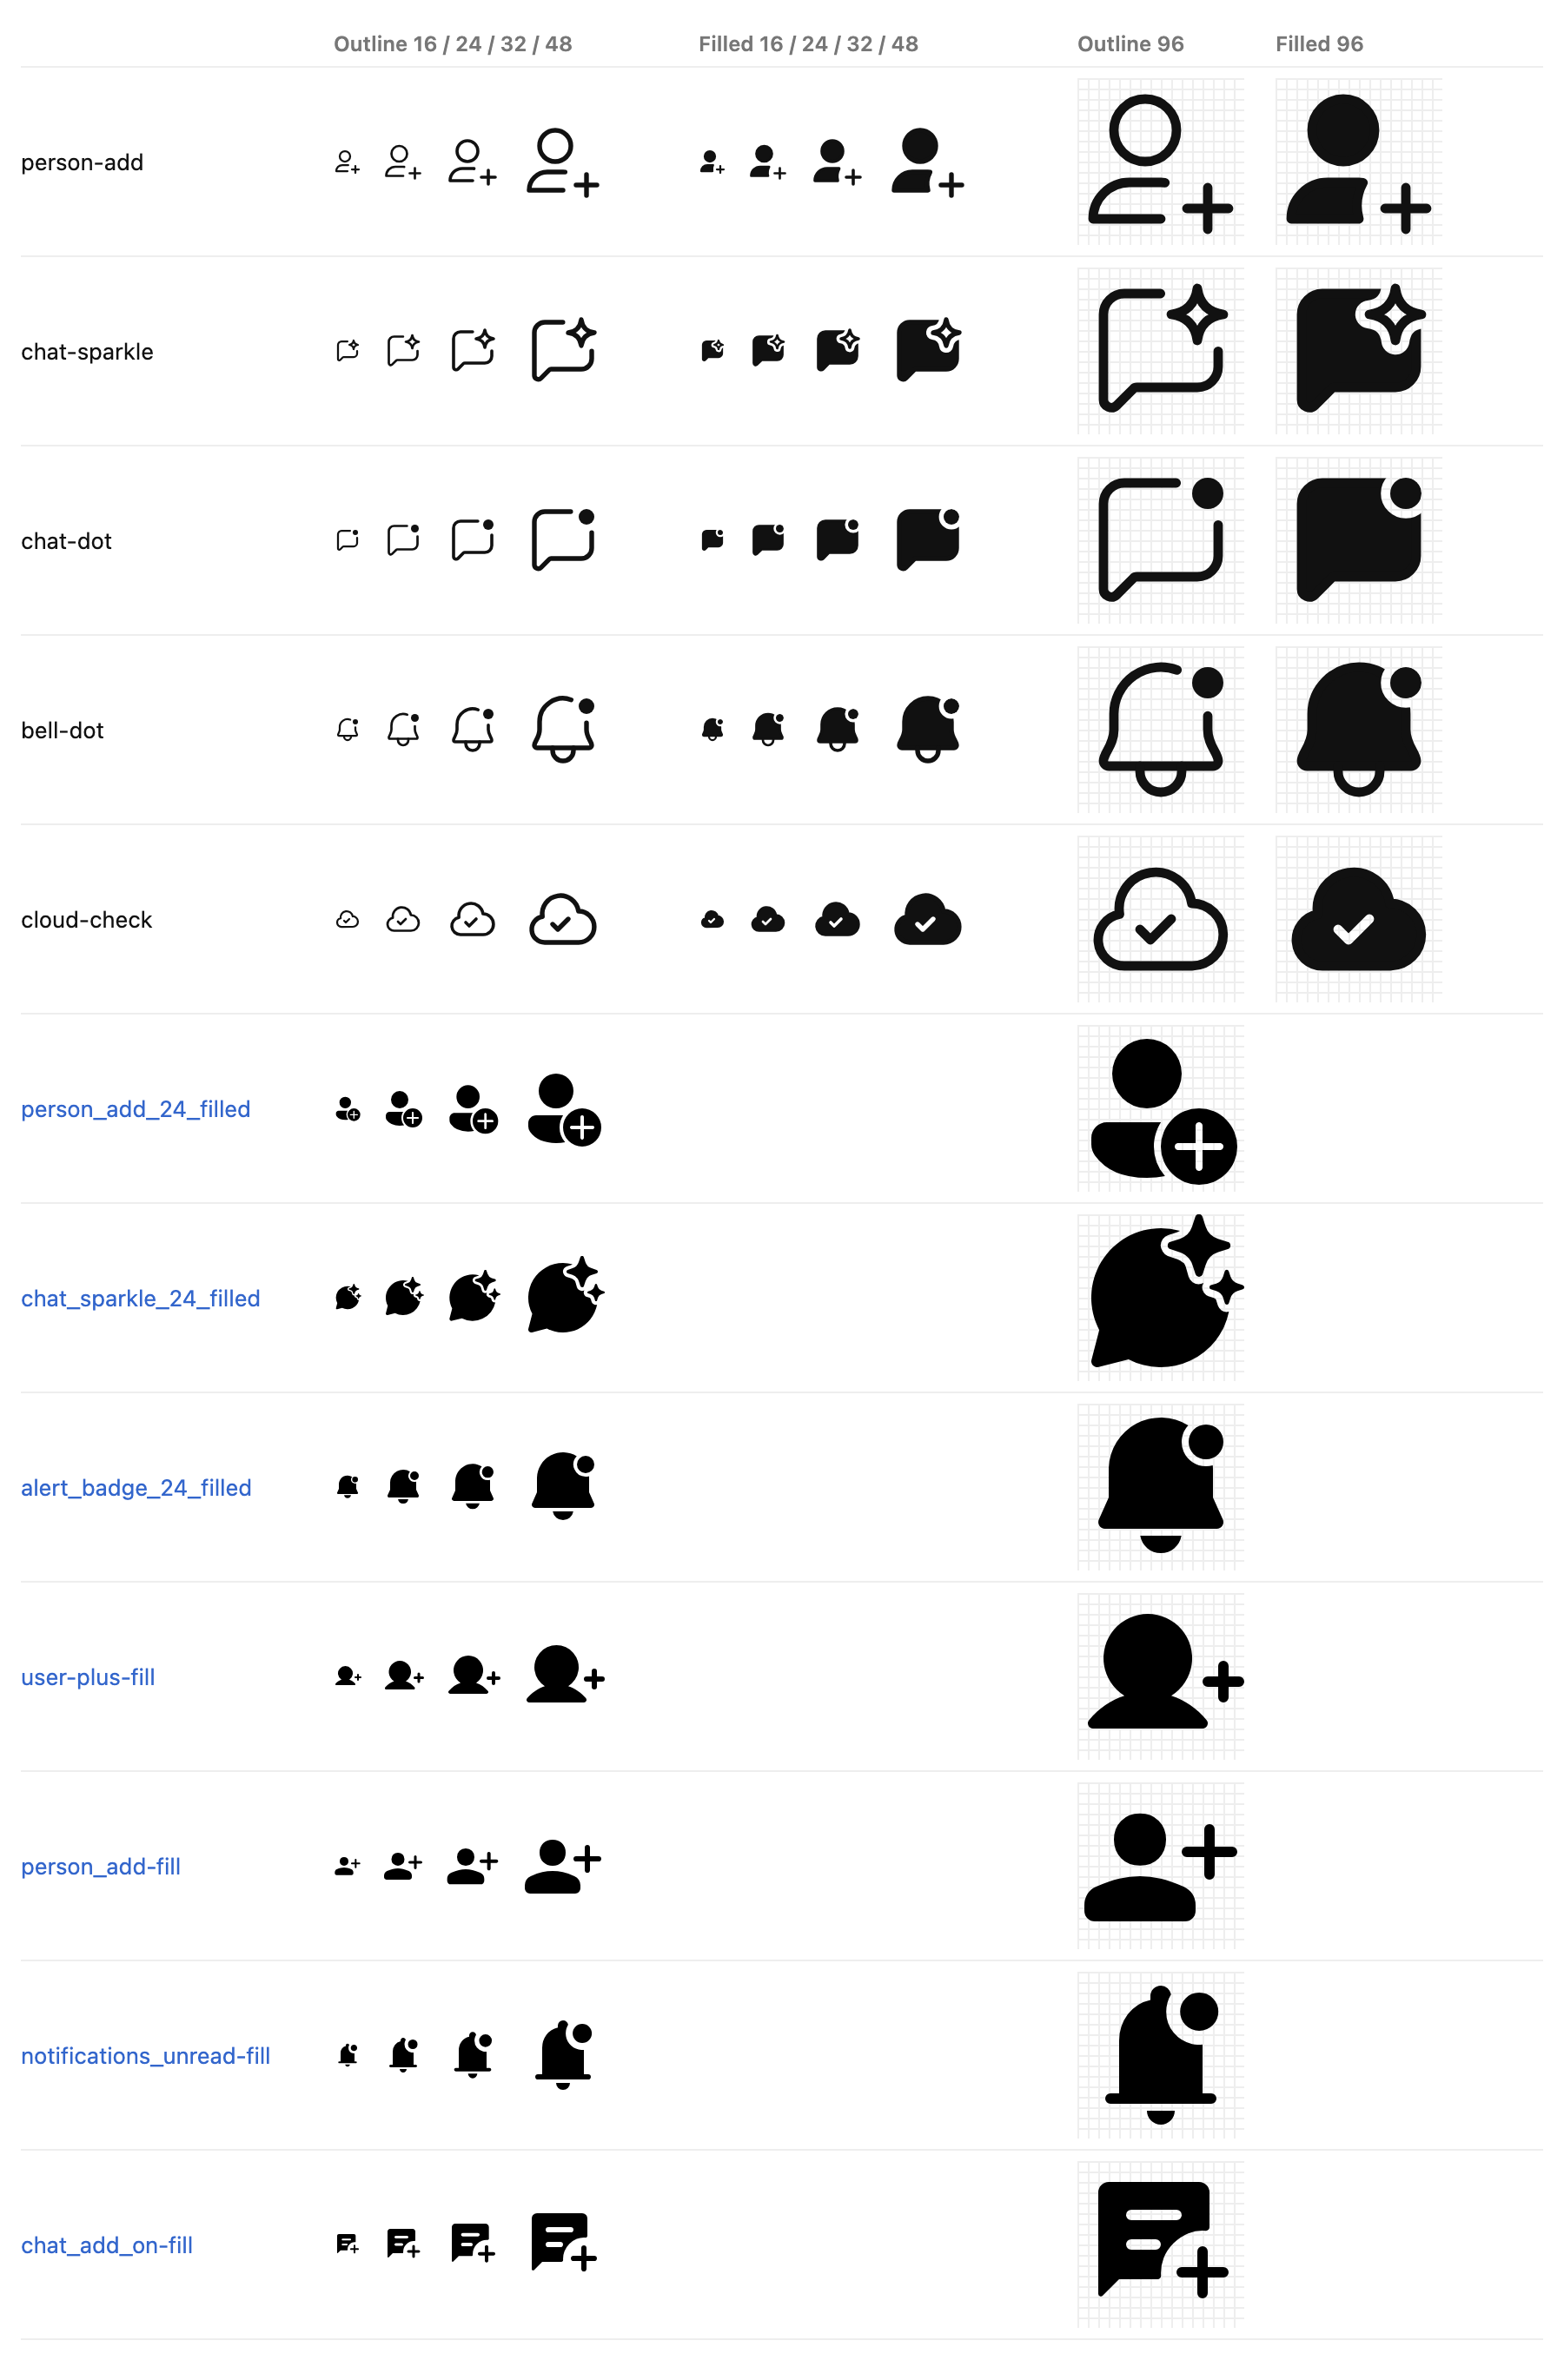 Outline 16 / 24 / 32 / 48 Filled 16 / 24 / 32 / 48 Outline 96 Filled 96
person-add
chat-sparkle
chat-dot
bell-dot
cloud-check
person_add_24_filled
chat_sparkle_24_filled
alert_badge_24_filled
user-plus-fill
person_add-fill
notifications_unread-fill
chat_add_on-fill